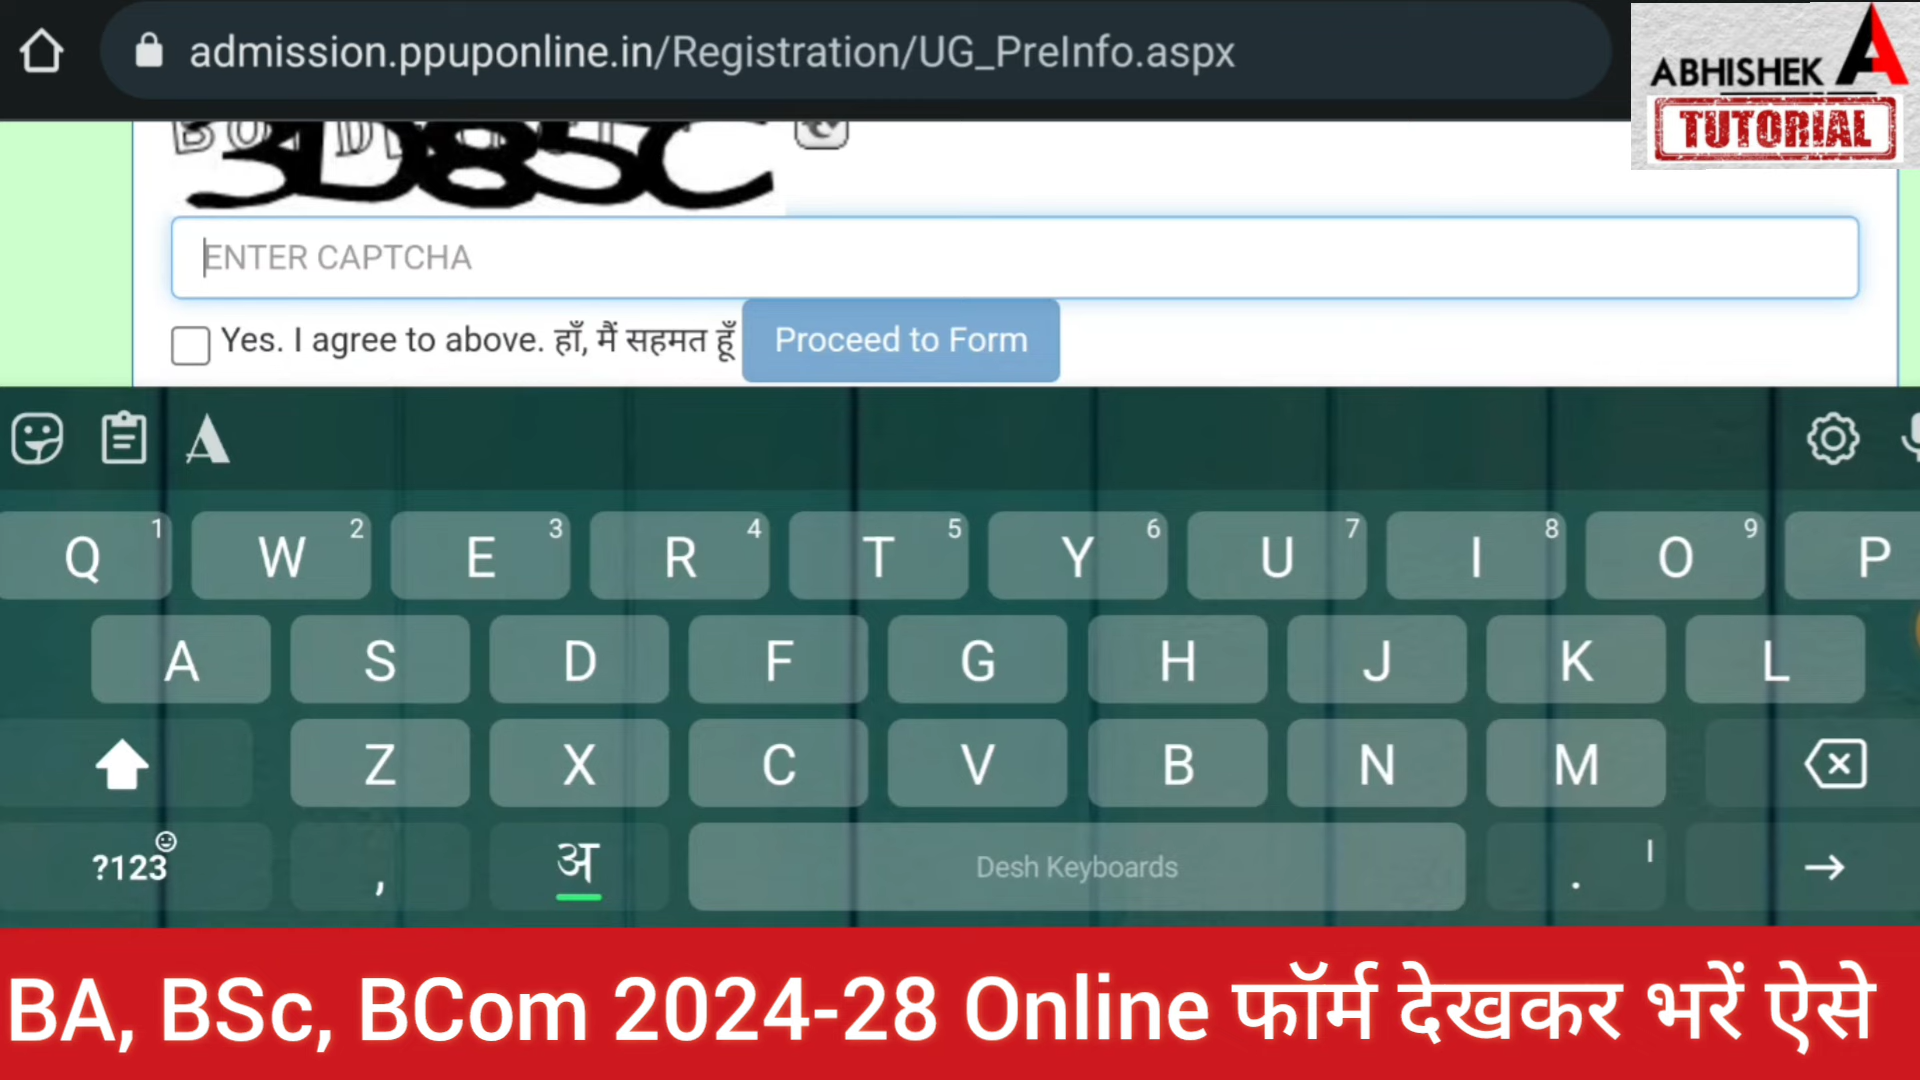 admission.ppuponline.in/Registration/UG_PreInfo.aspx
ABHISHEK
TUTORIAL
3D85C
ENTER CAPTCHA
Yes. I agree to above. हाँ, मैं सहमत हूँ Proceed to Form
Q 1 W 2 E 3 R 4 T 5 Y 6 U 7 I 8 O 9 P
A S D F G H J K L
Z X C V B N M
?123 , अ Desh Keyboards . |
BA, BSc, BCom 2024-28 Online फॉर्म देखकर भरें ऐसे